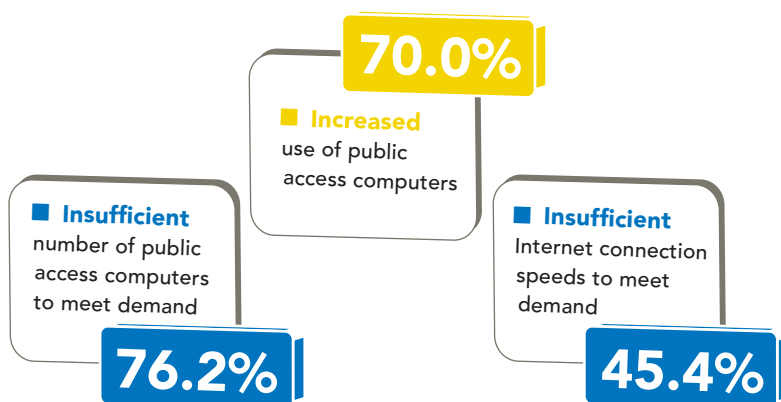 70.0%
Increased
use of public
access computers
Insufficient
number of public
access computers
to meet demand
76.2%
Insufficient
Internet connection
speeds to meet
demand
45.4%